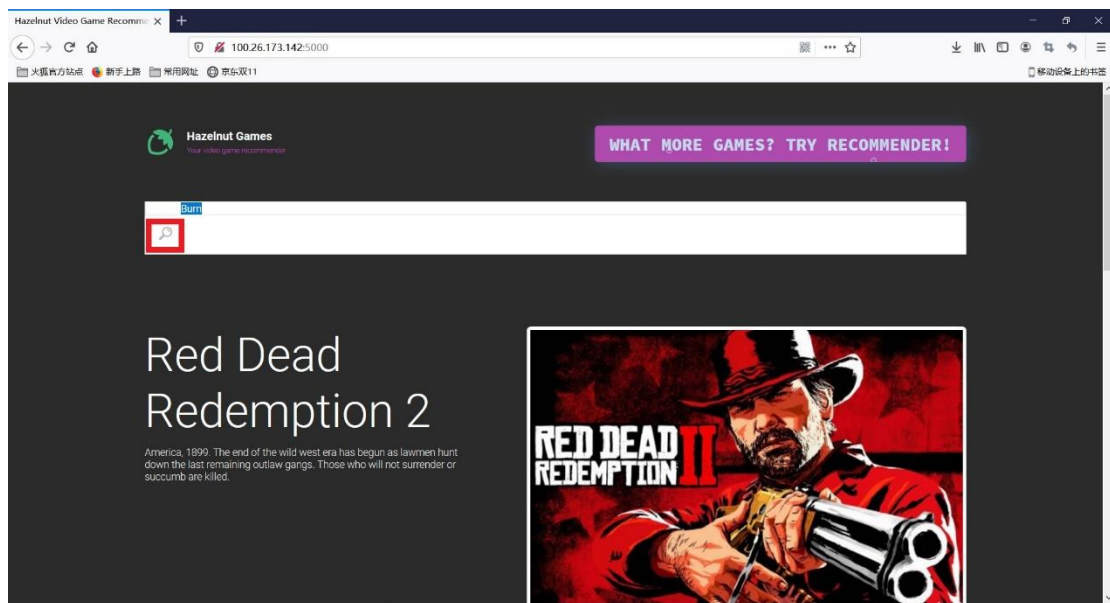 Hazelnut Video Game Recomme
100.26.173.142:5000
火狐官方站点 新手上路 常用网址 京东双11 移动设备上的书签
Hazelnut Games
Your video game recommender
WHAT MORE GAMES? TRY RECOMMENDER!
Burn
Red Dead
Redemption 2
America, 1899. The end of the wild west era has begun as lawmen hunt
down the last remaining outlaw gangs. Those who will not surrender or
succumb are killed.
RED DEAD
REDEMPTION II